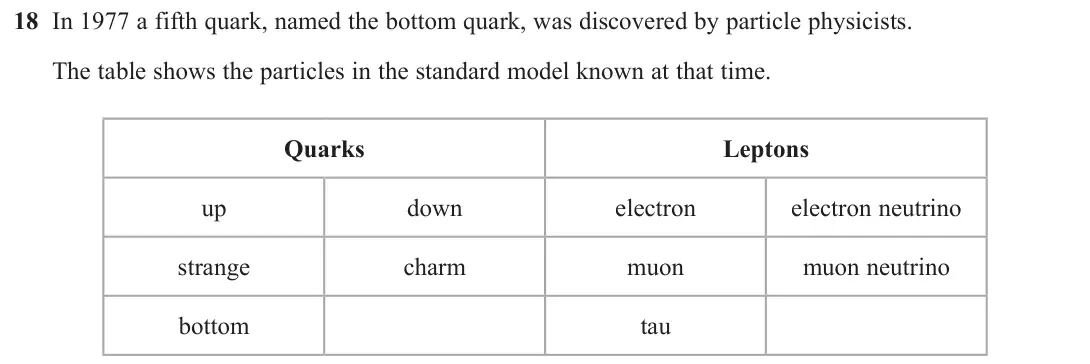 18 In 1977 a fifth quark, named the bottom quark, was discovered by particle physicists.
The table shows the particles in the standard model known at that time.
Quarks Leptons
up down electron electron neutrino
strange charm muon muon neutrino
bottom tau